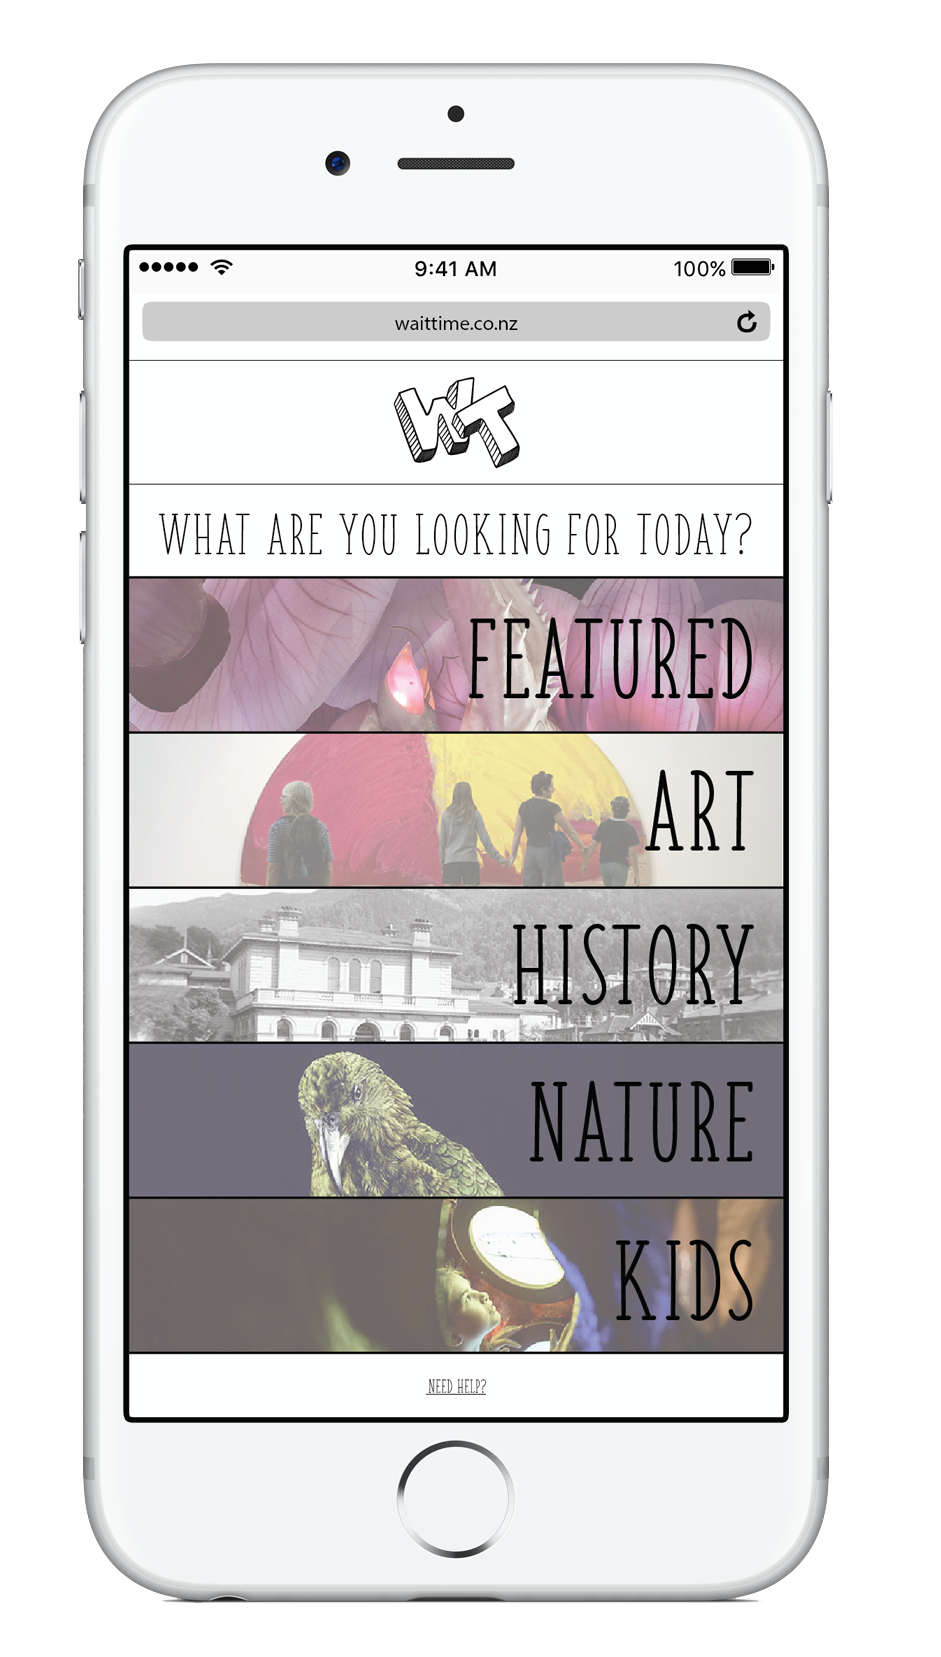 9:41 AM
100%
waittime.co.nz
WT
WHAT ARE YOU LOOKING FOR TODAY?
FEATURED
ART
HISTORY
NATURE
KIDS
NEED HELP?